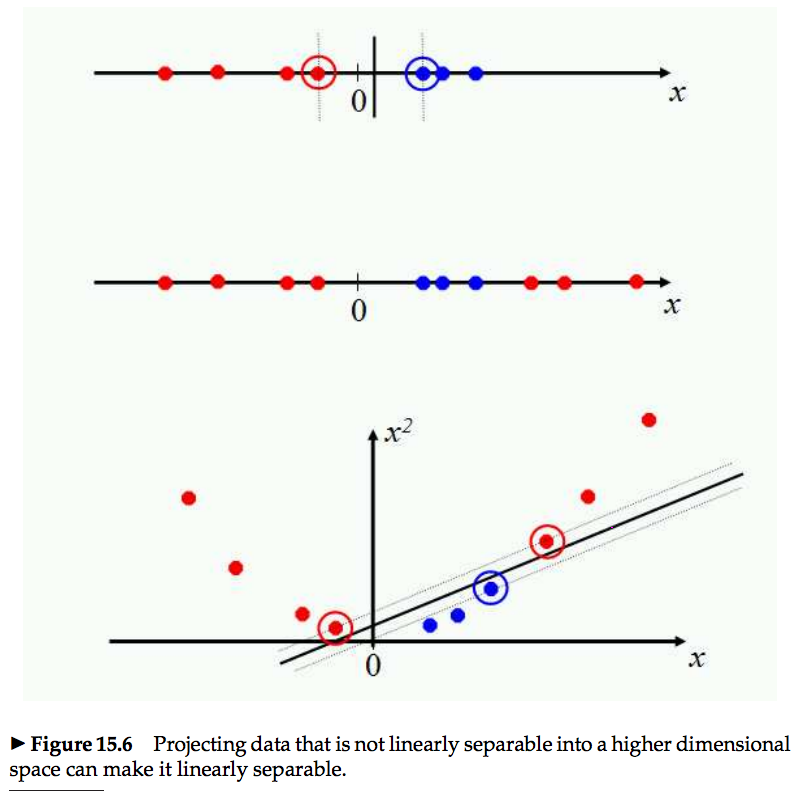 0
x
0
x
x²
0
x
► Figure 15.6 Projecting data that is not linearly separable into a higher dimensional
space can make it linearly separable.